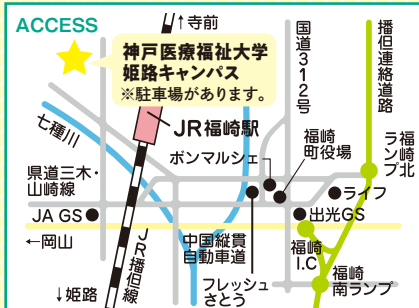 ACCESS
↑寺前
神戸医療福祉大学
姫路キャンパス
※駐車場があります。
国道312号
播但連絡道路
七種川
JR福崎駅
ボンマルシェ
福崎
町役場
福崎北
ランプ
県道三木・
山崎線
ライフ
JA GS
出光GS
←岡山
JR播但線
中国縦貫
自動車道
福崎
I.C
フレッシュ
さとう
福崎
南ランプ
↓姫路